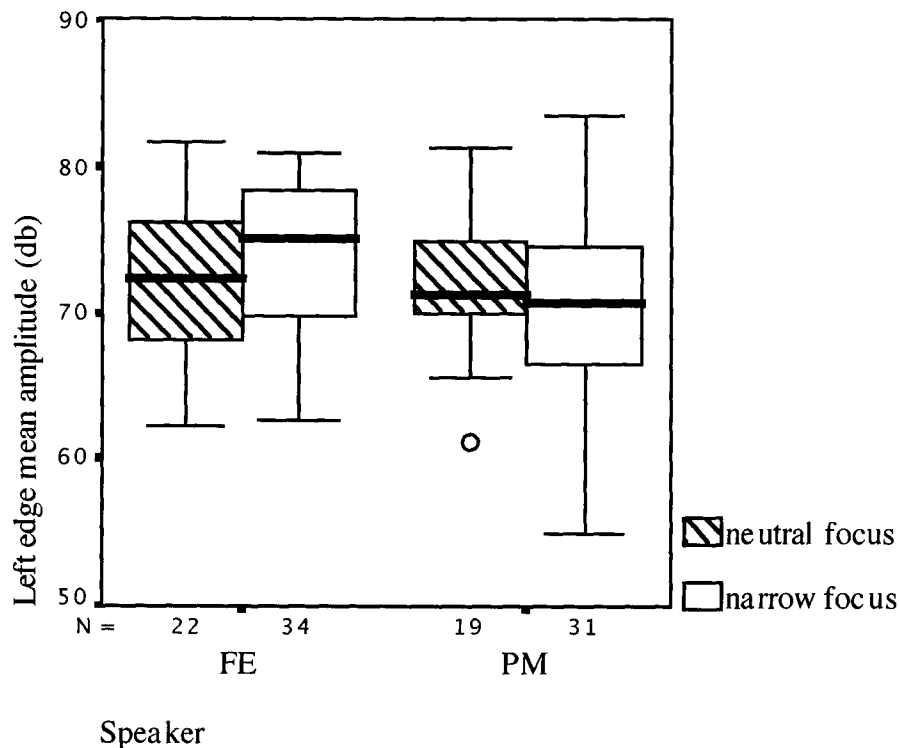 90
80
70
60
50
Left edge mean amplitude (db)
N = 22 34 19 31
FE PM
Speaker
neutral focus
narrow focus